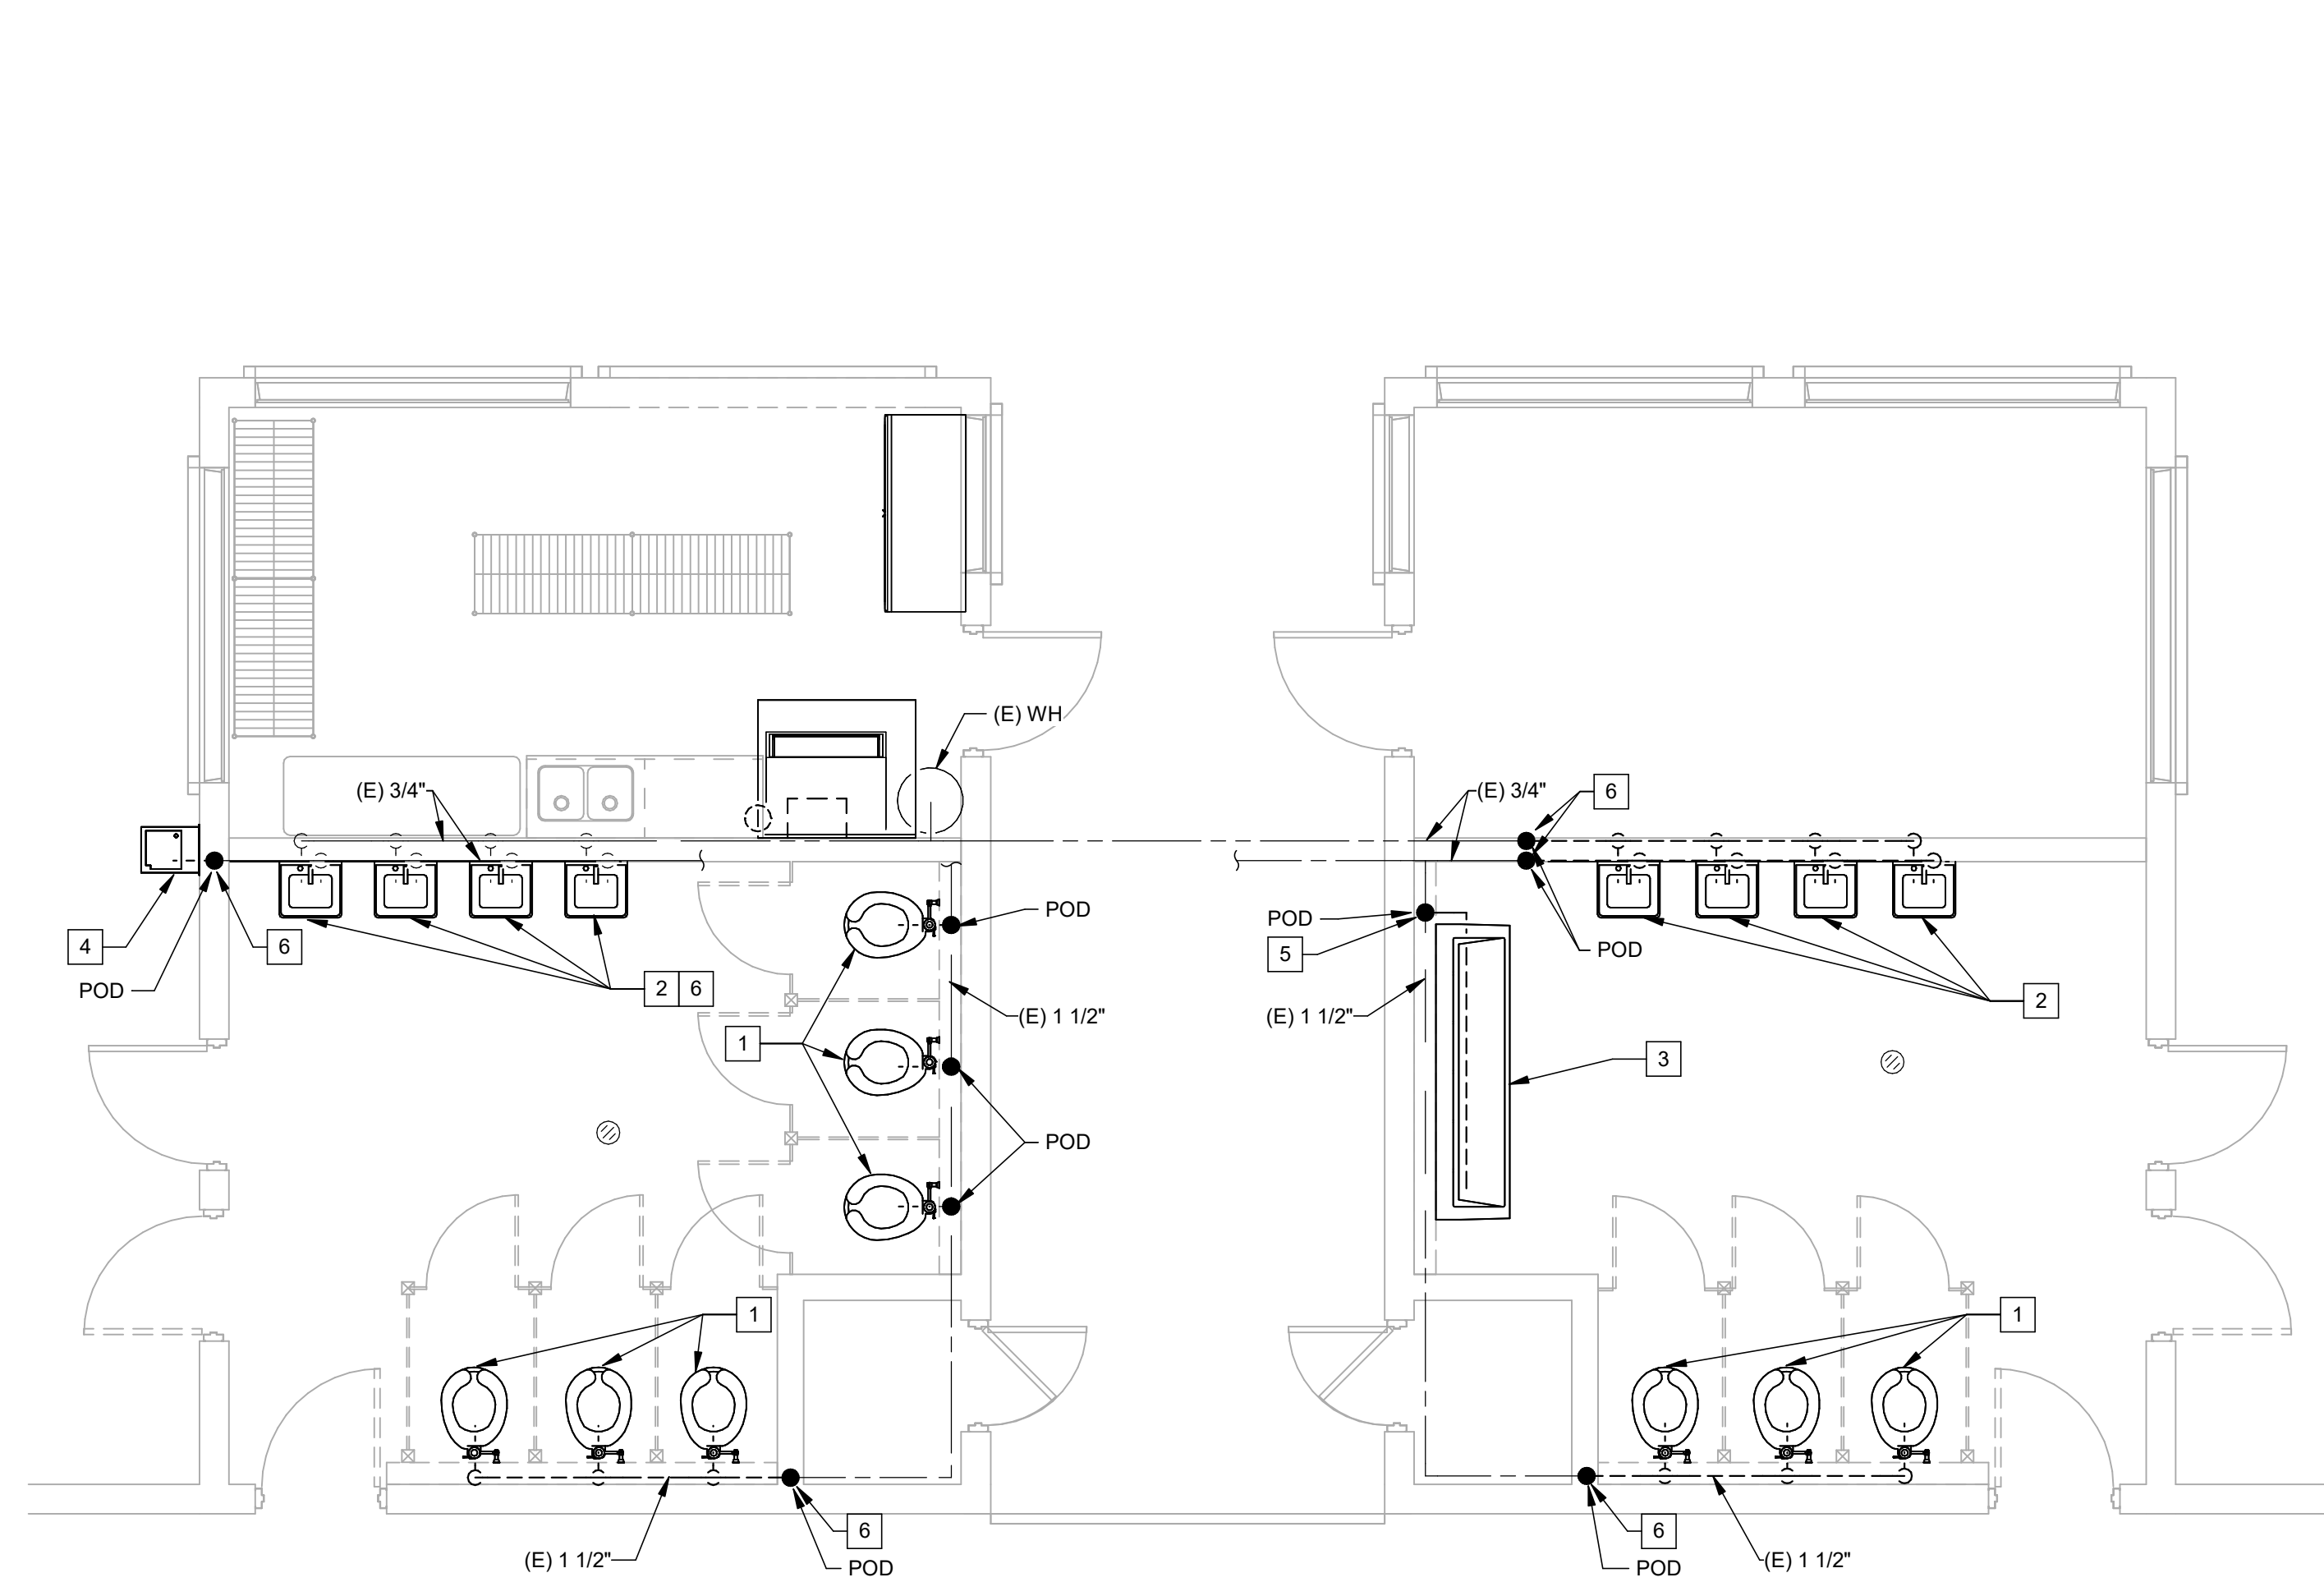 (E) WH
(E) 3/4"
(E) 3/4"
6
POD
POD
4
6
5
POD
POD
2 6
2
(E) 1 1/2"
(E) 1 1/2"
1
3
POD
1
1
6
6
(E) 1 1/2"
POD
POD
(E) 1 1/2"